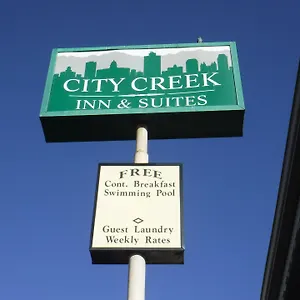 CITY CREEK
INN & SUITES
FREE
Cont. Breakfast
Swimming Pool
Guest Laundry
Weekly Rates